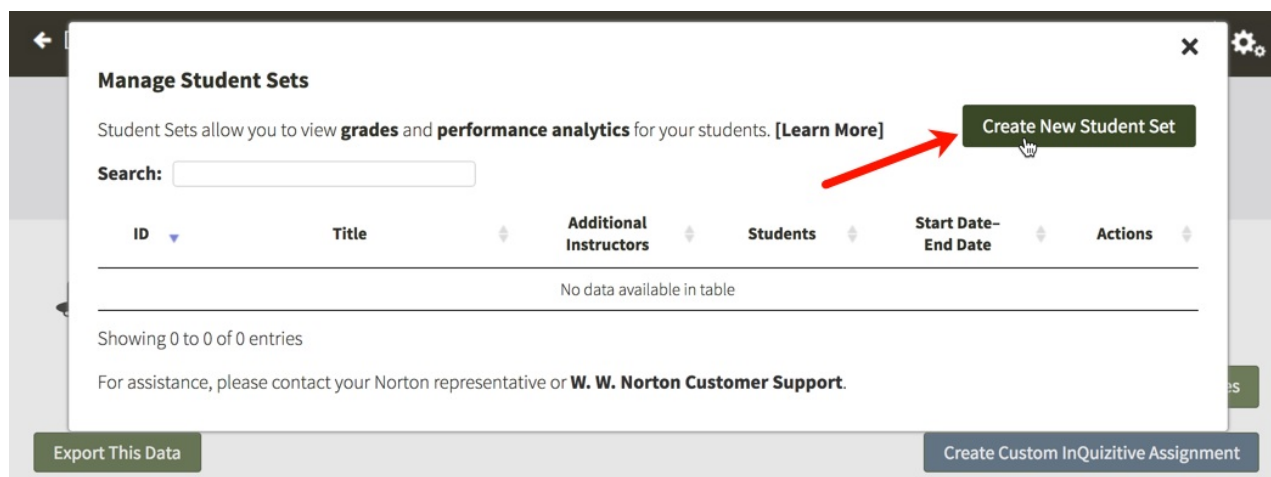 Manage Student Sets
Student Sets allow you to view grades and performance analytics for your students. [Learn More]
Create New Student Set
Search:
ID Title Additional Instructors Students Start Date– End Date Actions
No data available in table
Showing 0 to 0 of 0 entries
For assistance, please contact your Norton representative or W. W. Norton Customer Support.
Export This Data
Create Custom InQuizitive Assignment